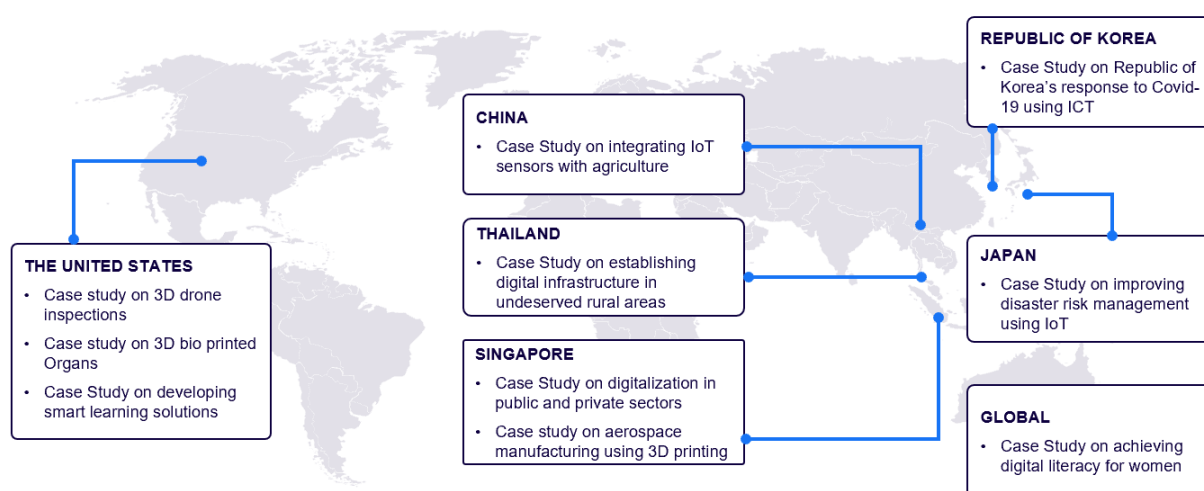 REPUBLIC OF KOREA
• Case Study on Republic of
Korea's response to Covid-
19 using ICT
CHINA
• Case Study on integrating IoT
sensors with agriculture
THAILAND
• Case Study on establishing
digital infrastructure in
undeserved rural areas
THE UNITED STATES
• Case study on 3D drone
inspections
• Case study on 3D bio printed
Organs
• Case Study on developing
smart learning solutions
JAPAN
• Case Study on improving
disaster risk management
using IoT
SINGAPORE
• Case Study on digitalization in
public and private sectors
• Case study on aerospace
manufacturing using 3D printing
GLOBAL
• Case Study on achieving
digital literacy for women